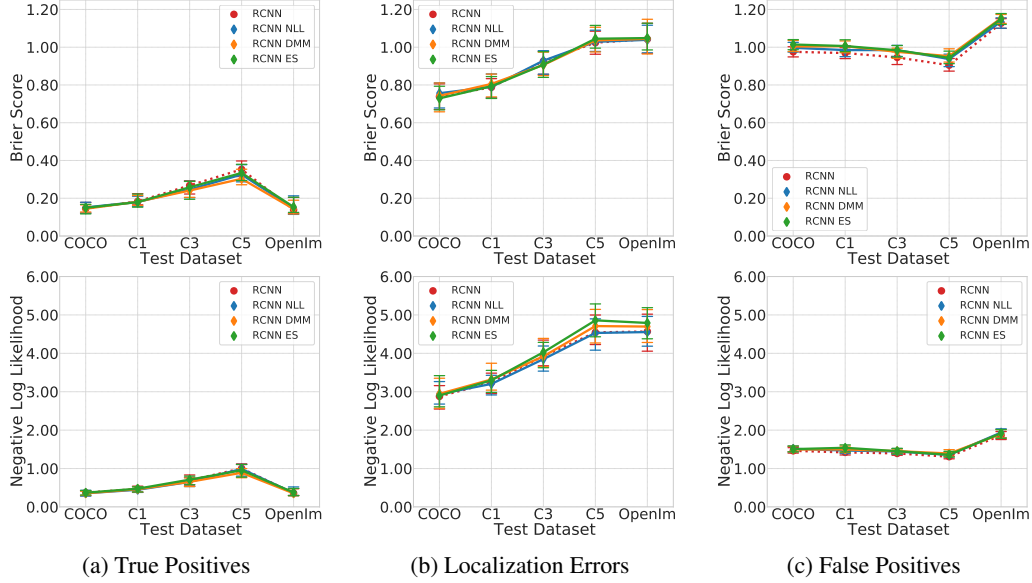 1.20
1.00
0.80
0.60
0.40
0.20
0.00
Brier Score
RCNN
RCNN NLL
RCNN DMM
RCNN ES
COCO C1 C3 C5 OpenIm
Test Dataset
1.20
1.00
0.80
0.60
0.40
0.20
0.00
Brier Score
RCNN
RCNN NLL
RCNN DMM
RCNN ES
COCO C1 C3 C5 OpenIm
Test Dataset
1.20
1.00
0.80
0.60
0.40
0.20
0.00
Brier Score
RCNN
RCNN NLL
RCNN DMM
RCNN ES
COCO C1 C3 C5 OpenIm
Test Dataset
6.00
5.00
4.00
3.00
2.00
1.00
0.00
Negative Log Likelihood
RCNN
RCNN NLL
RCNN DMM
RCNN ES
COCO C1 C3 C5 OpenIm
Test Dataset
6.00
5.00
4.00
3.00
2.00
1.00
0.00
Negative Log Likelihood
RCNN
RCNN NLL
RCNN DMM
RCNN ES
COCO C1 C3 C5 OpenIm
Test Dataset
6.00
5.00
4.00
3.00
2.00
1.00
0.00
Negative Log Likelihood
RCNN
RCNN NLL
RCNN DMM
RCNN ES
COCO C1 C3 C5 OpenIm
Test Dataset
(a) True Positives
(b) Localization Errors
(c) False Positives